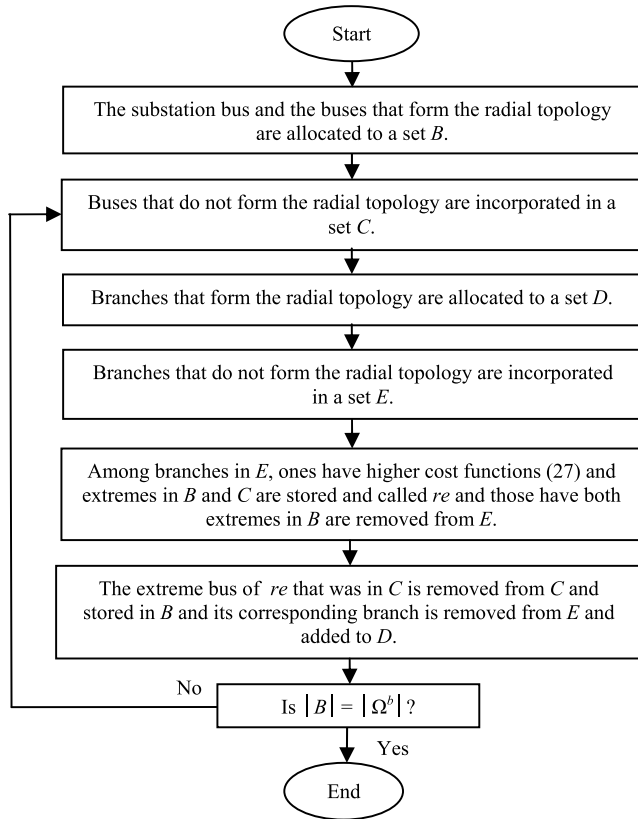 Start
The substation bus and the buses that form the radial topology
are allocated to a set B.
Buses that do not form the radial topology are incorporated in a
set C.
Branches that form the radial topology are allocated to a set D.
Branches that do not form the radial topology are incorporated
in a set E.
Among branches in E, ones have higher cost functions (27) and
extremes in B and C are stored and called re and those have both
extremes in B are removed from E.
The extreme bus of re that was in C is removed from C and
stored in B and its corresponding branch is removed from E and
added to D.
No
Is |B| = |Ω^b| ?
Yes
End